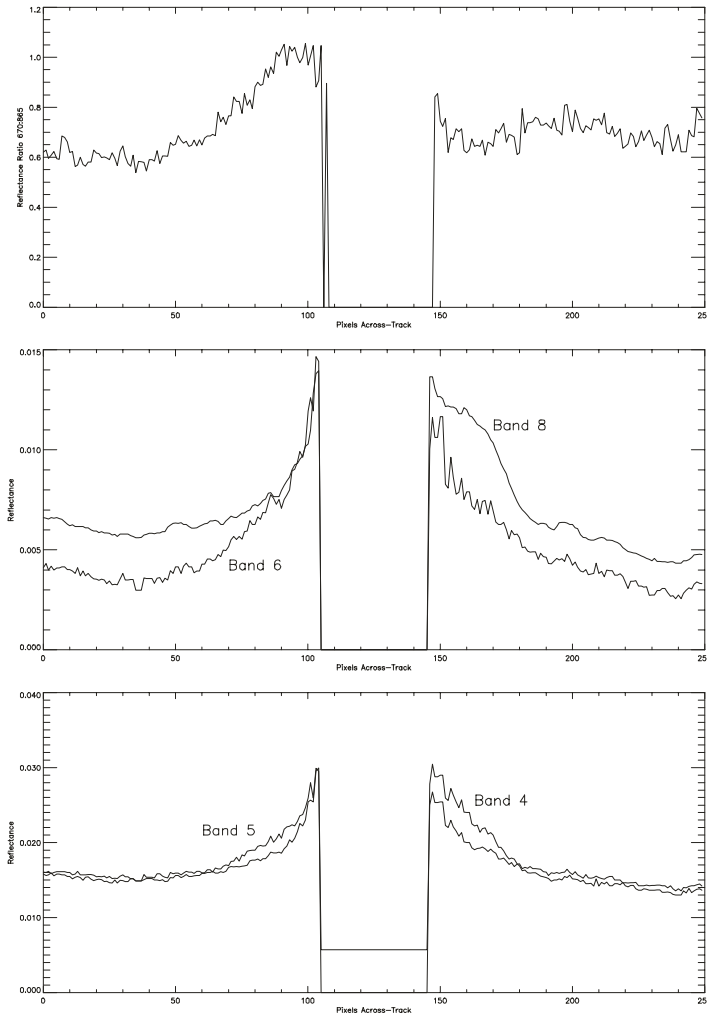 1.2
1.0
0.8
0.6
0.4
0.2
0.0
Reflectance Ratio 670:865
0 50 100 150 200 25
Pixels Across-Track
0.015
0.010
0.005
0.000
Reflectance
Band 8
Band 6
0 50 100 150 200 25
Pixels Across-Track
0.040
0.030
0.020
0.010
0.000
Reflectance
Band 5
Band 4
0 50 100 150 200 25
Pixels Across-Track